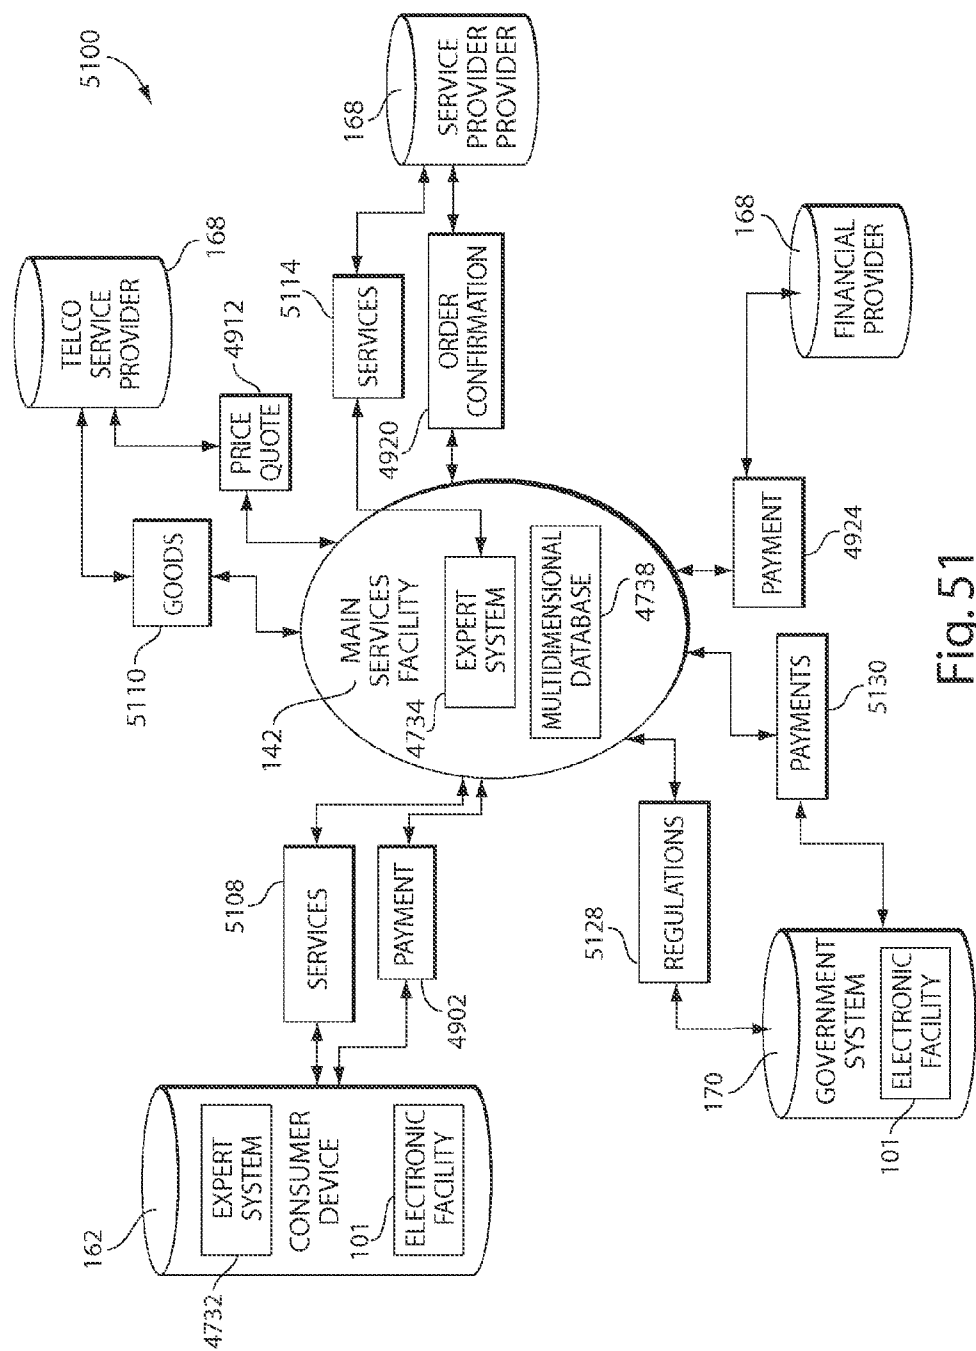 5100
162
EXPERT
SYSTEM
4732
CONSUMER
DEVICE
101
ELECTRONIC
FACILITY
5108
SERVICES
PAYMENT
4902
5110
GOODS
TELCO
SERVICE
PROVIDER
168
4912
PRICE
QUOTE
5114
SERVICES
4920
ORDER
CONFIRMATION
168
SERVICE
PROVIDER
PROVIDER
142
MAIN
SERVICES
FACILITY
4734
EXPERT
SYSTEM
MULTIDIMENSIONAL
DATABASE
4738
5128
REGULATIONS
170
GOVERNMENT
SYSTEM
101
ELECTRONIC
FACILITY
PAYMENTS
5130
PAYMENT
4924
168
FINANCIAL
PROVIDER
Fig. 51